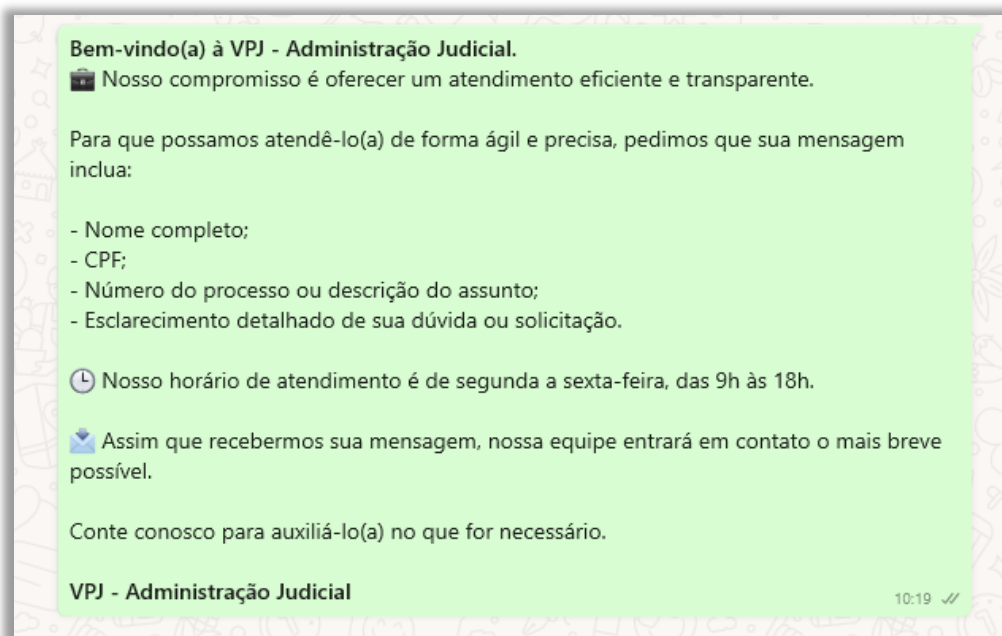 Bem-vindo(a) à VPJ - Administração Judicial.
💼 Nosso compromisso é oferecer um atendimento eficiente e transparente.
Para que possamos atendê-lo(a) de forma ágil e precisa, pedimos que sua mensagem
inclua:
- Nome completo;
- CPF;
- Número do processo ou descrição do assunto;
- Esclarecimento detalhado de sua dúvida ou solicitação.
🕒 Nosso horário de atendimento é de segunda a sexta-feira, das 9h às 18h.
📩 Assim que recebermos sua mensagem, nossa equipe entrará em contato o mais breve
possível.
Conte conosco para auxiliá-lo(a) no que for necessário.
VPJ - Administração Judicial
10:19